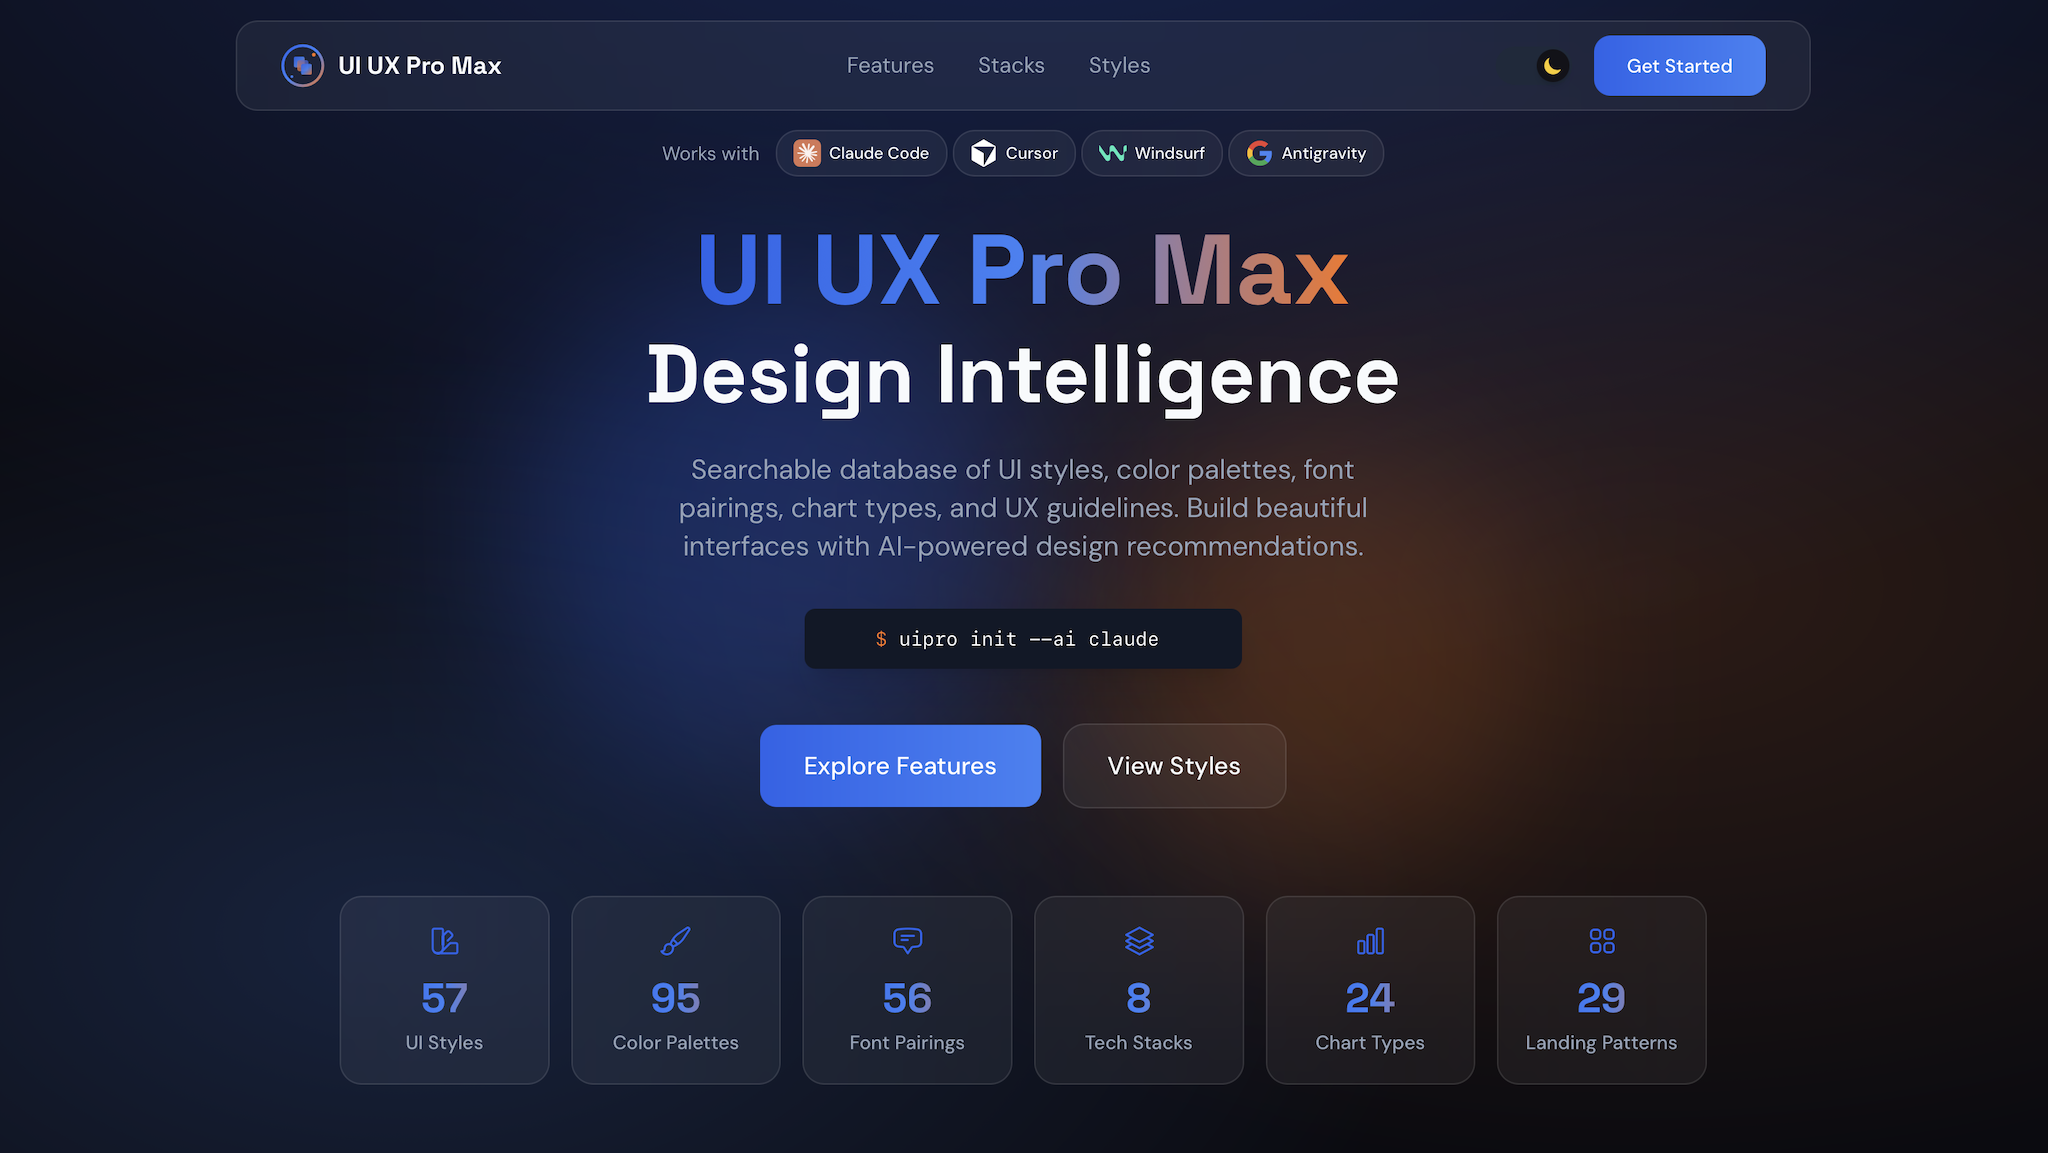 UI UX Pro Max
Features
Stacks
Styles
Get Started
Works with
Claude Code
Cursor
Windsurf
Antigravity
UI UX Pro Max
Design Intelligence
Searchable database of UI styles, color palettes, font
pairings, chart types, and UX guidelines. Build beautiful
interfaces with AI-powered design recommendations.
$ uipro init --ai claude
Explore Features
View Styles
57
UI Styles
95
Color Palettes
56
Font Pairings
8
Tech Stacks
24
Chart Types
29
Landing Patterns